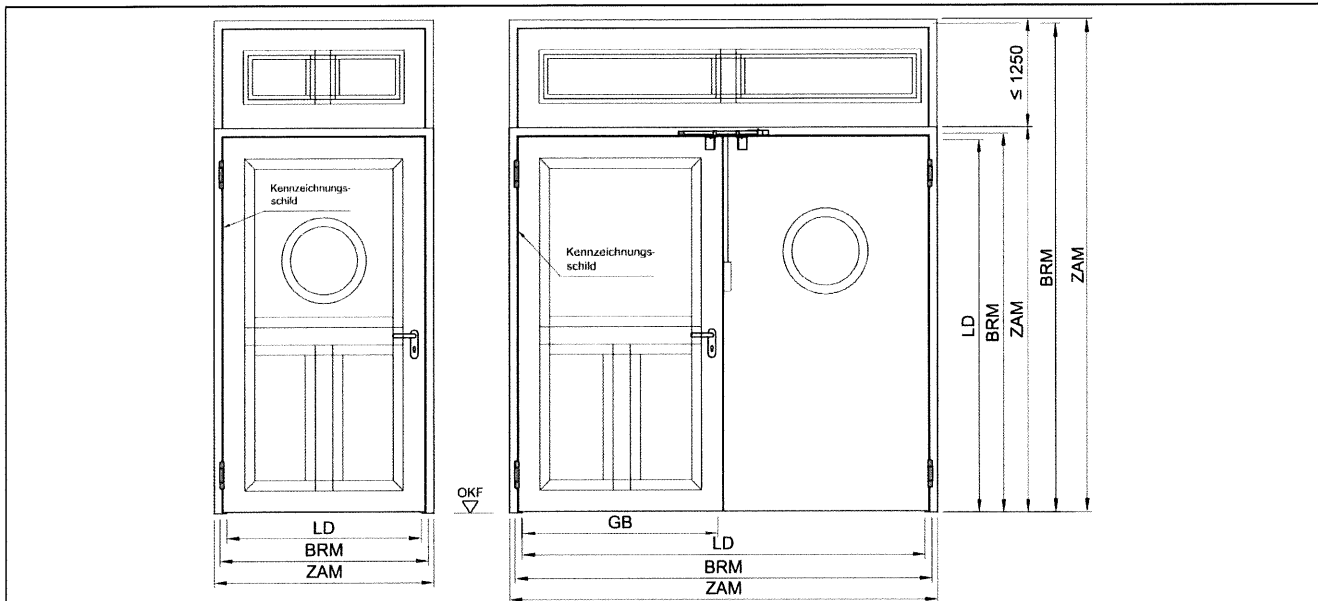 Kennzeichnungs-
schild
Kennzeichnungs-
schild
≤ 1250
LD
BRM
ZAM
BRM
ZAM
OKF
LD
BRM
ZAM
GB
LD
BRM
ZAM